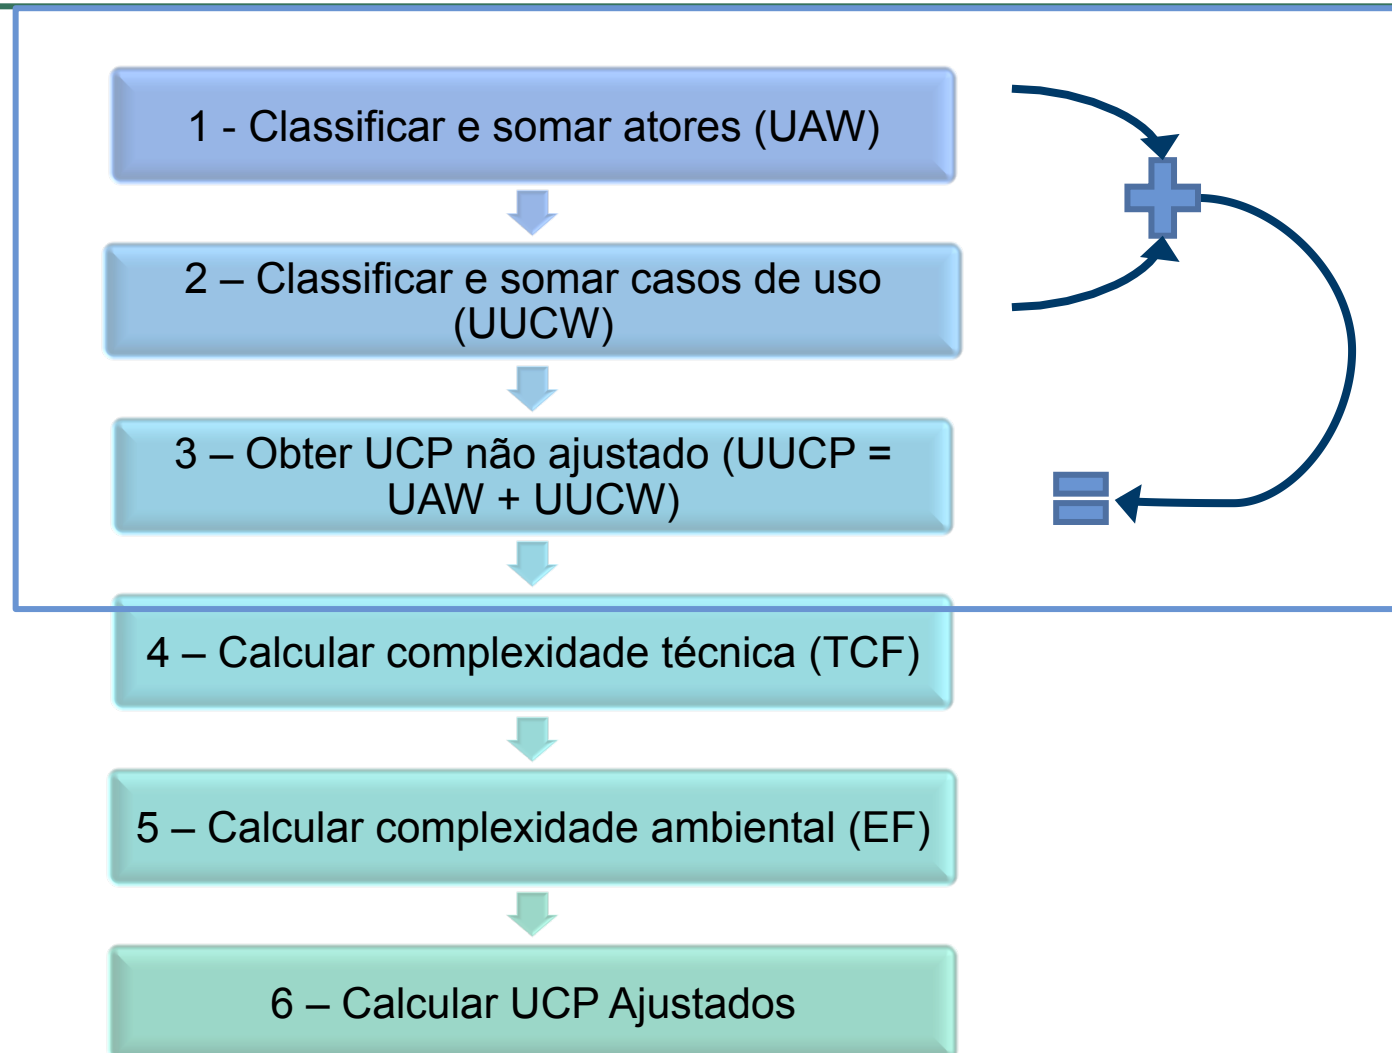 1 - Classificar e somar atores (UAW)
2 – Classificar e somar casos de uso
(UUCW)
3 – Obter UCP não ajustado (UUCP =
UAW + UUCW)
4 – Calcular complexidade técnica (TCF)
5 – Calcular complexidade ambiental (EF)
6 – Calcular UCP Ajustados